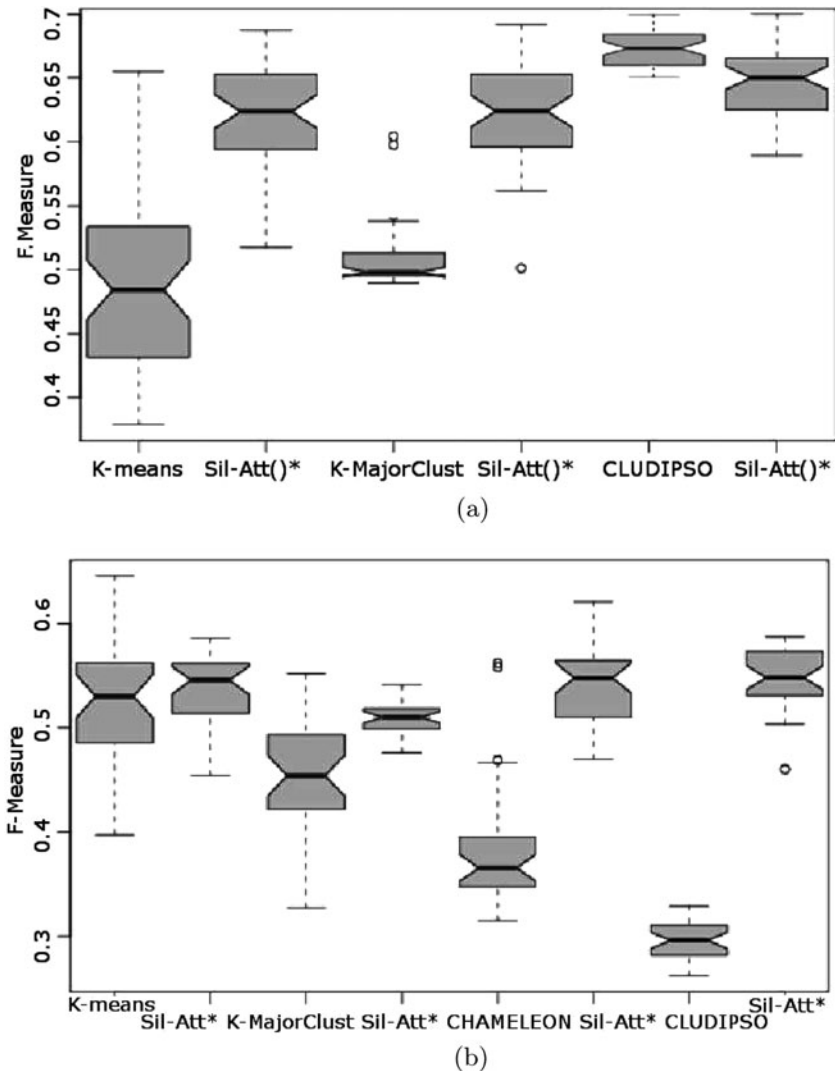 0.7
0.65
0.6
0.55
0.5
0.45
0.4
F.Measure
K-means Sil-Att()* K-MajorClust Sil-Att()* CLUDIPSO Sil-Att()*
(a)
0.6
0.5
0.4
0.3
F-Measure
K-means
Sil-Att* K-MajorClust Sil-Att* CHAMELEON Sil-Att* CLUDIPSO
Sil-Att*
(b)